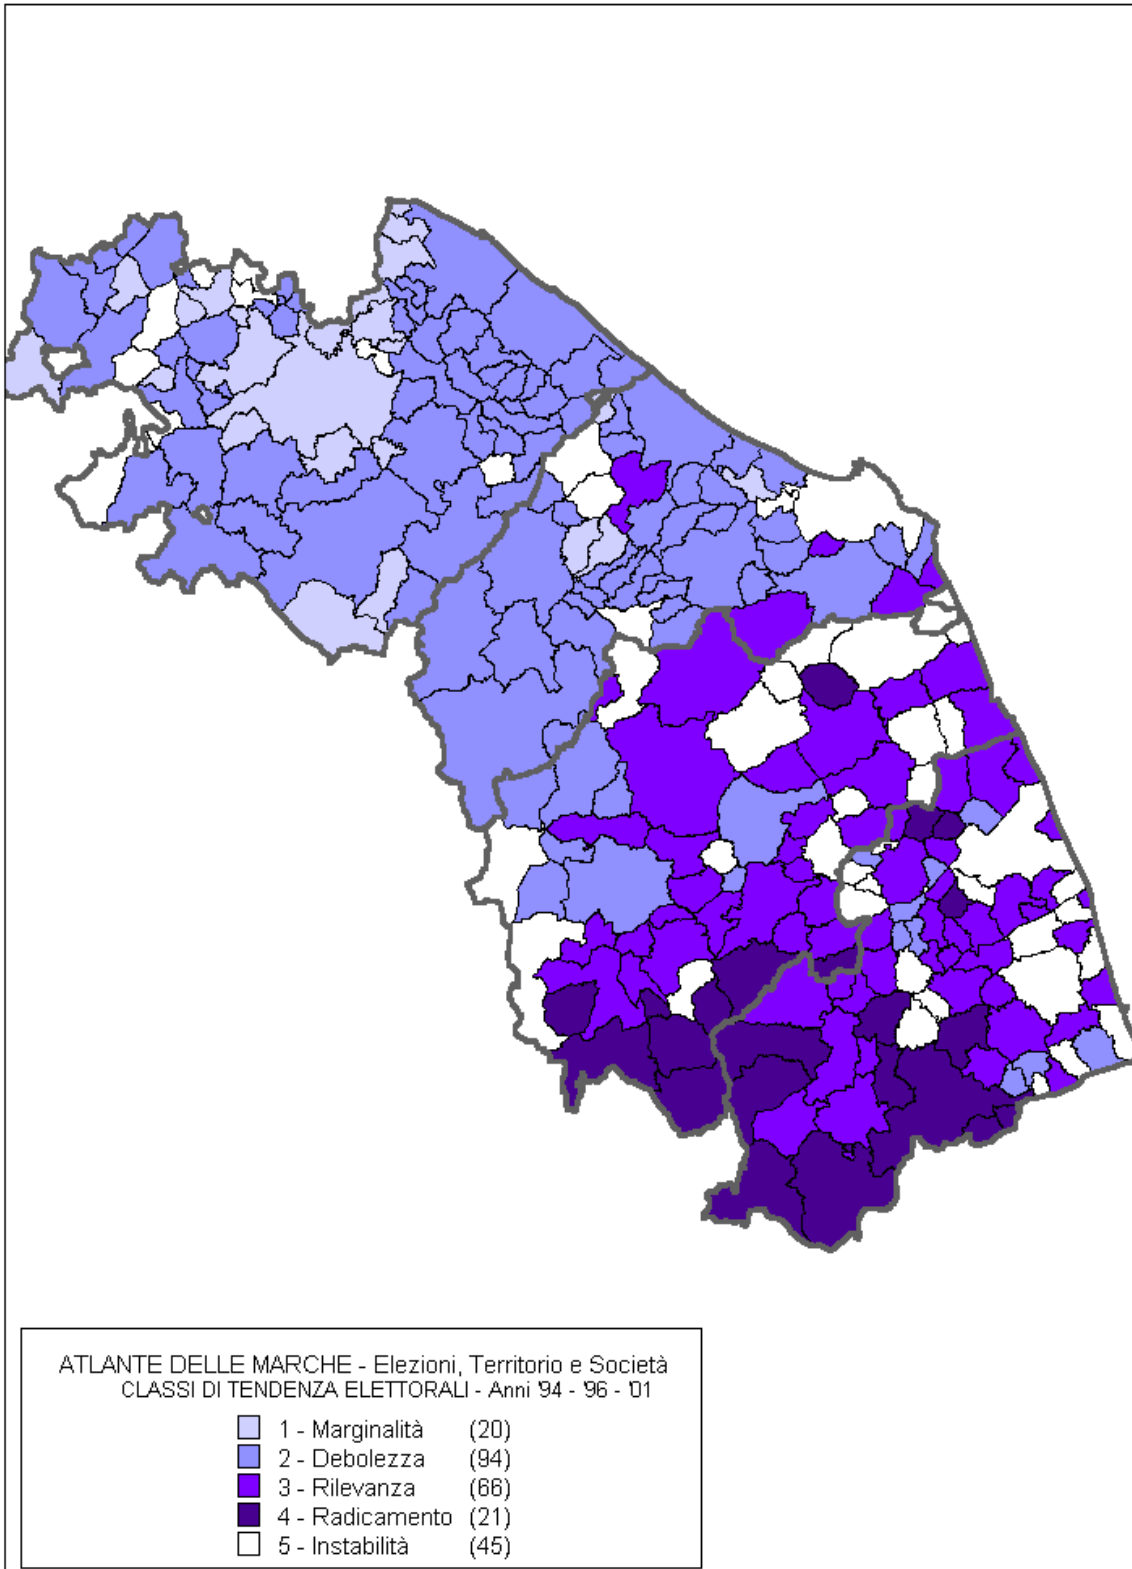 ATLANTE DELLE MARCHE - Elezioni, Territorio e Società
CLASSI DI TENDENZA ELETTORALI - Anni '94 - '96 - '01
1 - Marginalità (20)
2 - Debolezza (94)
3 - Rilevanza (66)
4 - Radicamento (21)
5 - Instabilità (45)